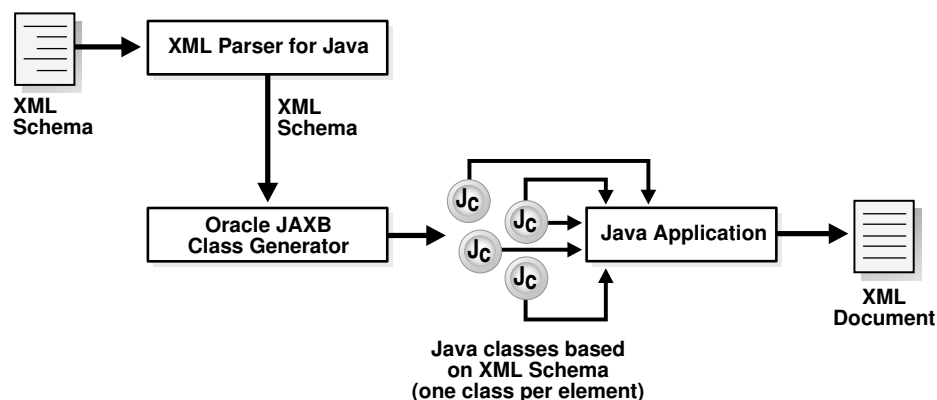 XML Parser for Java
XML
Schema
XML
Schema
Oracle JAXB
Class Generator
Jc
Jc
Jc
Jc
Java Application
XML
Document
Java classes based
on XML Schema
(one class per element)